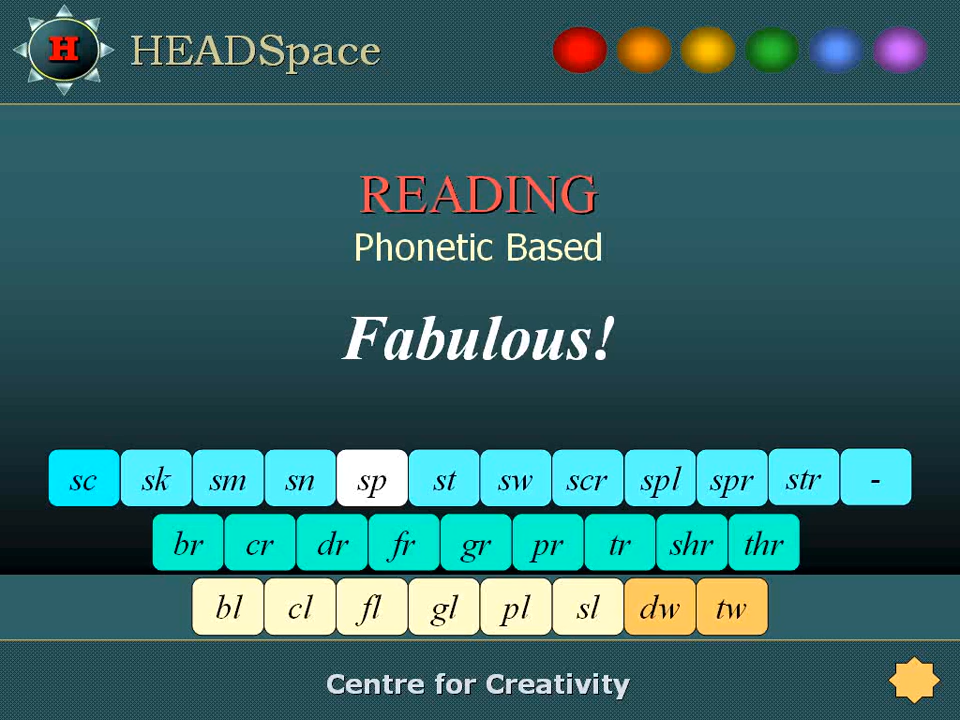 H HEADSpace
READING
Phonetic Based
Fabulous!
sc sk sm sn sp st sw scr spl spr str -
br cr dr fr gr pr tr shr thr
bl cl fl gl pl sl dw tw
Centre for Creativity